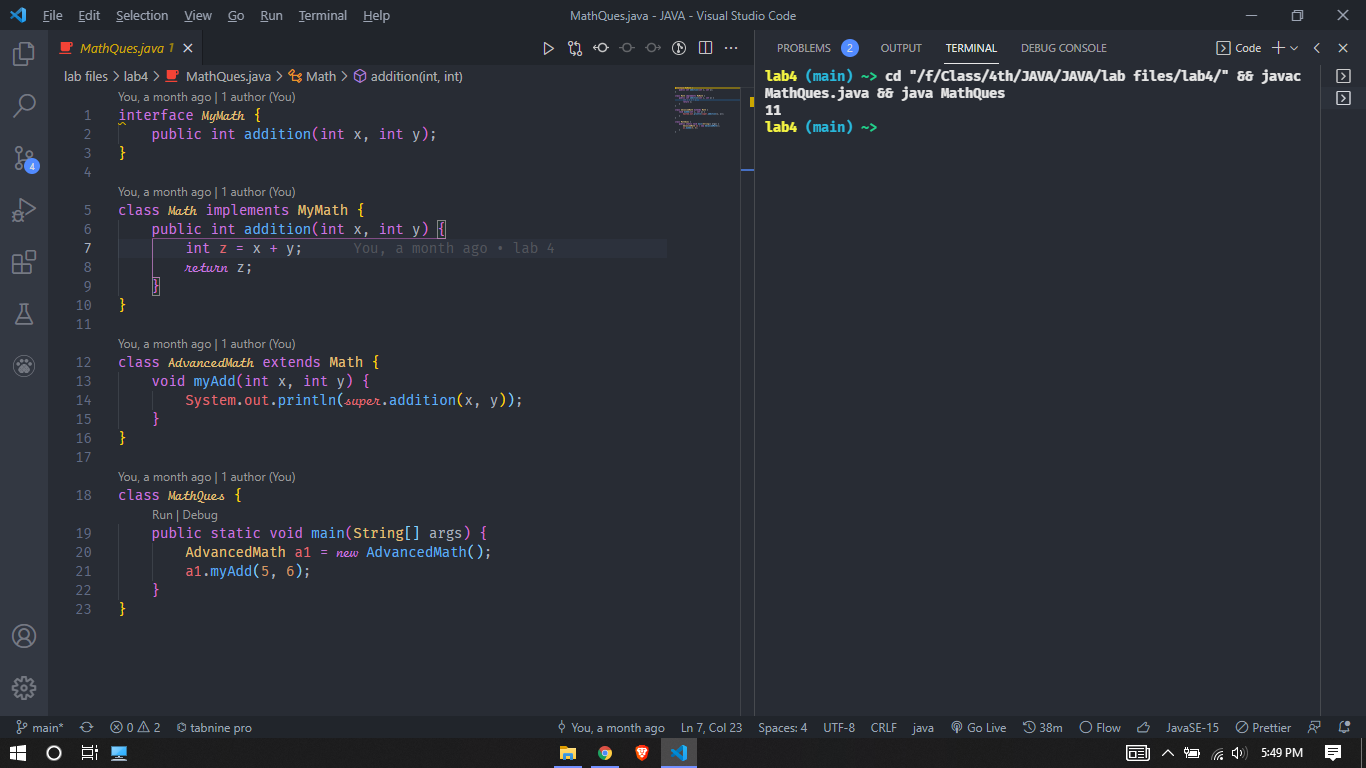 File Edit Selection View Go Run Terminal Help MathQues.java - JAVA - Visual Studio Code
MathQues.java 1
lab files > lab4 > MathQues.java > Math > addition(int, int)
You, a month ago | 1 author (You)
1 interface MyMath {
2 public int addition(int x, int y);
3 }
4
You, a month ago | 1 author (You)
5 class Math implements MyMath {
6 public int addition(int x, int y) {
7 int z = x + y; You, a month ago • lab 4
8 return z;
9 }
10 }
11
You, a month ago | 1 author (You)
12 class AdvancedMath extends Math {
13 void myAdd(int x, int y) {
14 System.out.println(super.addition(x, y));
15 }
16 }
17
You, a month ago | 1 author (You)
18 class MathQues {
Run | Debug
19 public static void main(String[] args) {
20 AdvancedMath a1 = new AdvancedMath();
21 a1.myAdd(5, 6);
22 }
23 }
4
PROBLEMS 2 OUTPUT TERMINAL DEBUG CONSOLE Code
lab4 (main) ~> cd "/f/Class/4th/JAVA/JAVA/lab files/lab4/" && javac
MathQues.java && java MathQues
11
lab4 (main) ~>
main* 0 2 tabnine pro You, a month ago Ln 7, Col 23 Spaces: 4 UTF-8 CRLF java Go Live 38m Flow JavaSE-15 Prettier
5:49 PM